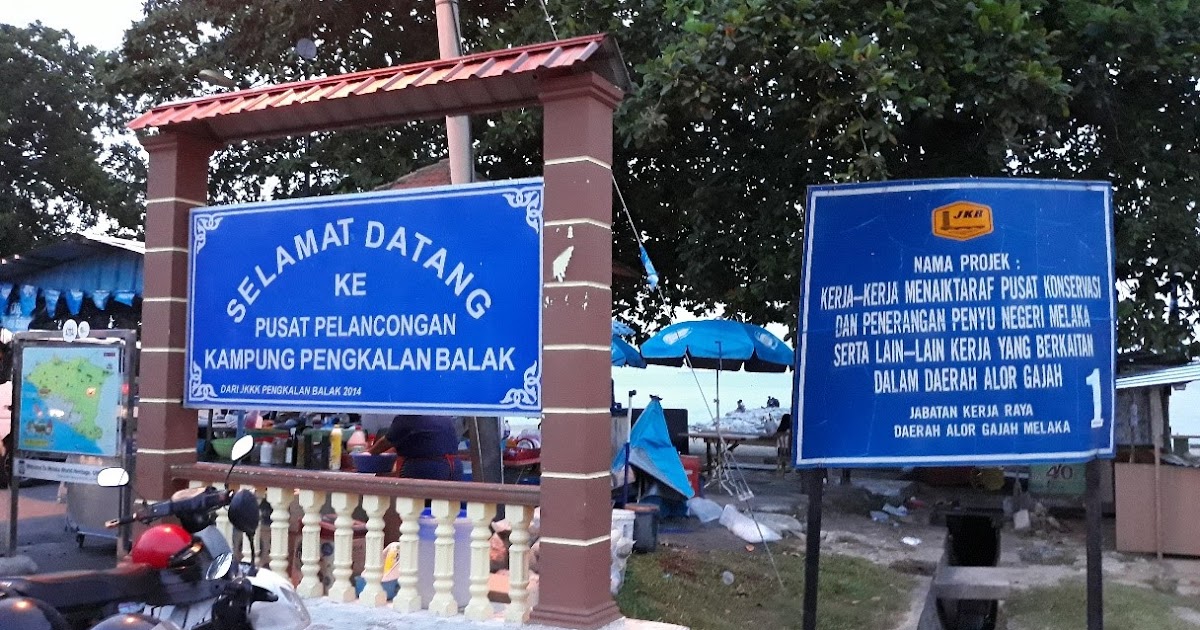 SELAMAT DATANG
KE
PUSAT PELANCONGAN
KAMPUNG PENGKALAN BALAK
DARI JKKK PENGKALAN BALAK 2014
JKR
NAMA PROJEK :
KERJA-KERJA MENAIKTARAF PUSAT KONSERVASI
DAN PENERANGAN PENYU NEGERI MELAKA
SERTA LAIN-LAIN KERJA YANG BERKAITAN
DALAM DAERAH ALOR GAJAH
1
JABATAN KERJA RAYA
DAERAH ALOR GAJAH MELAKA